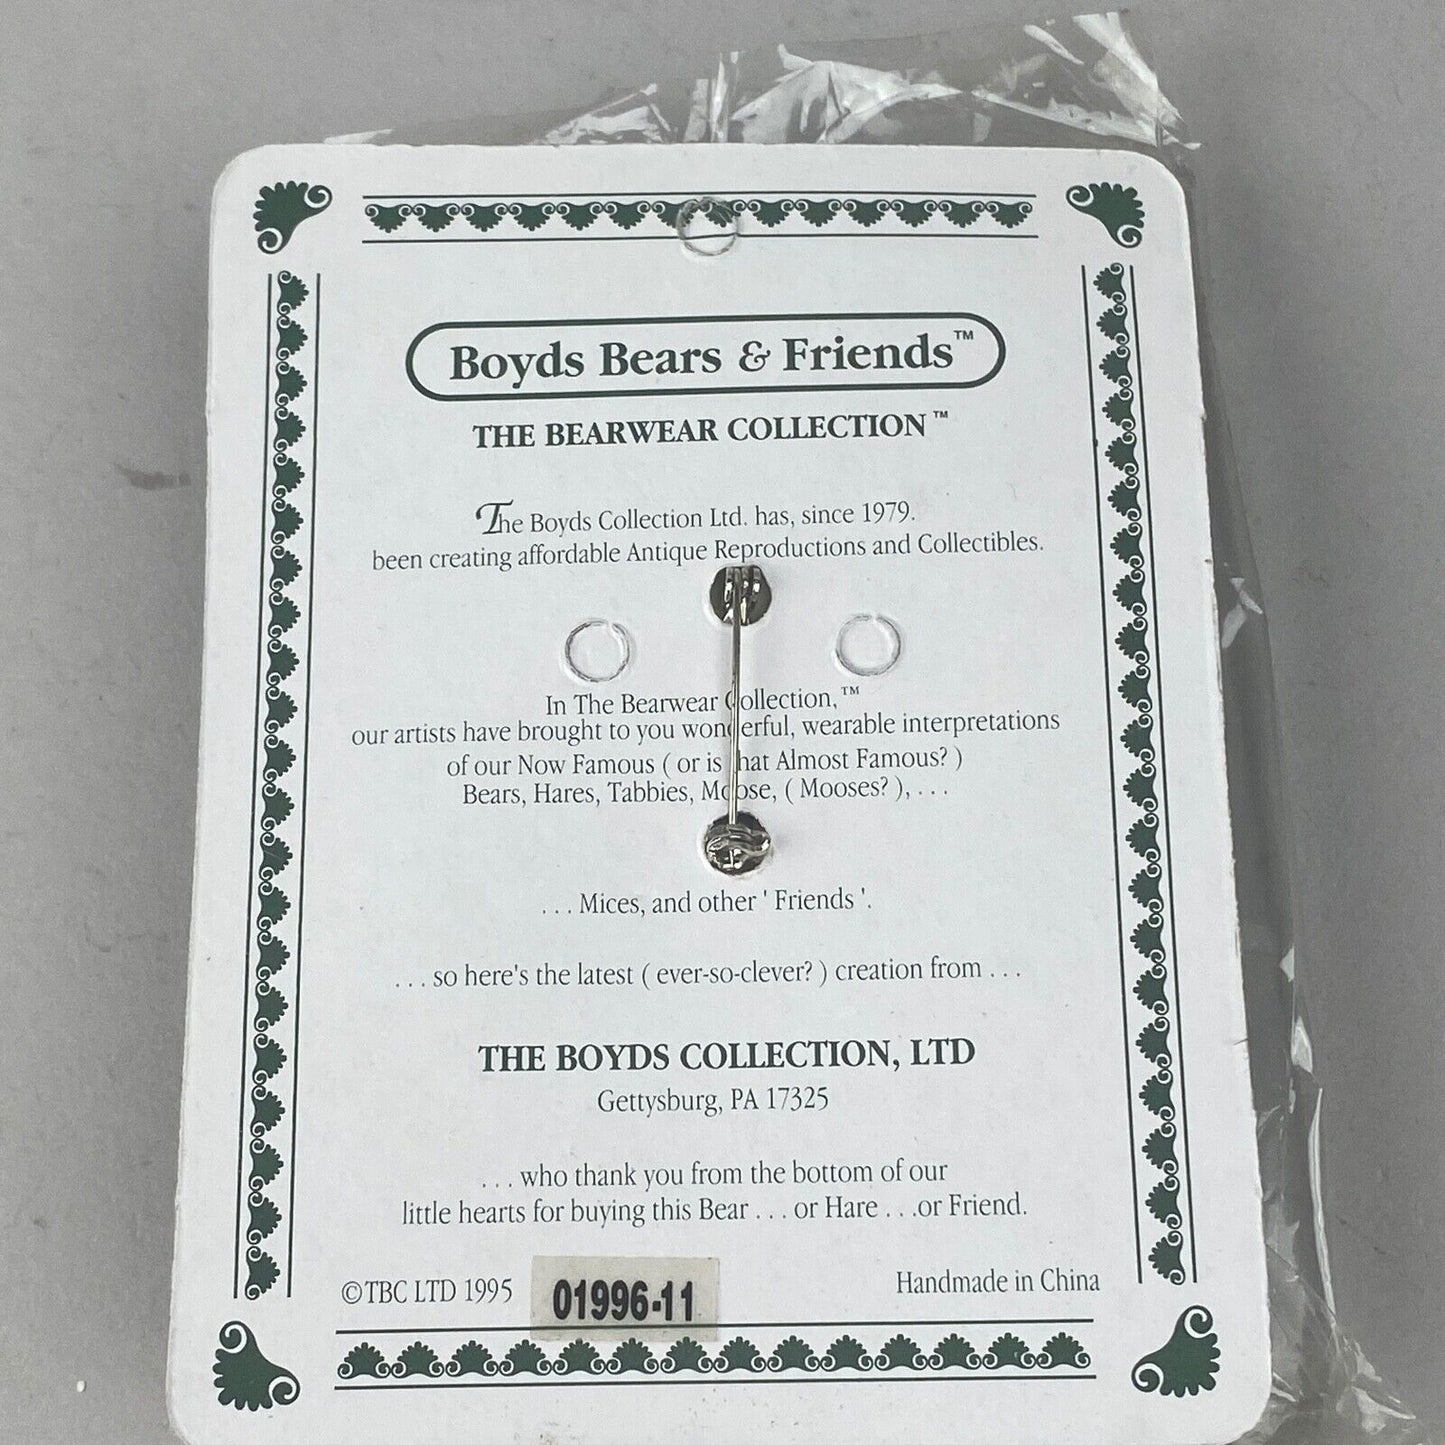 Boyds Bears & Friends™
THE BEARWEAR COLLECTION™
The Boyds Collection Ltd. has, since 1979.
been creating affordable Antique Reproductions and Collectibles.
In The Bearwear Collection,™
our artists have brought to you wonderful, wearable interpretations
of our Now Famous ( or is that Almost Famous? )
Bears, Hares, Tabbies, Moose, ( Mooses? ), . . .
. . . Mices, and other ' Friends '.
. . . so here's the latest ( ever-so-clever? ) creation from . . .
THE BOYDS COLLECTION, LTD
Gettysburg, PA 17325
. . . who thank you from the bottom of our
little hearts for buying this Bear . . . or Hare . . .or Friend.
©TBC LTD 1995 01996-11 Handmade in China